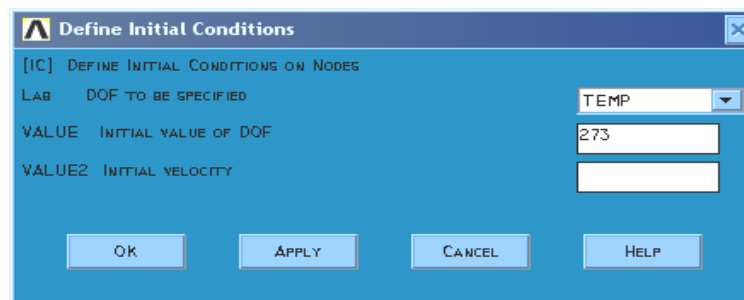 Define Initial Conditions
[IC] Define Initial Conditions on Nodes
Lab DOF to be specified TEMP
VALUE Initial value of DOF 273
VALUE2 Initial velocity
OK Apply Cancel Help